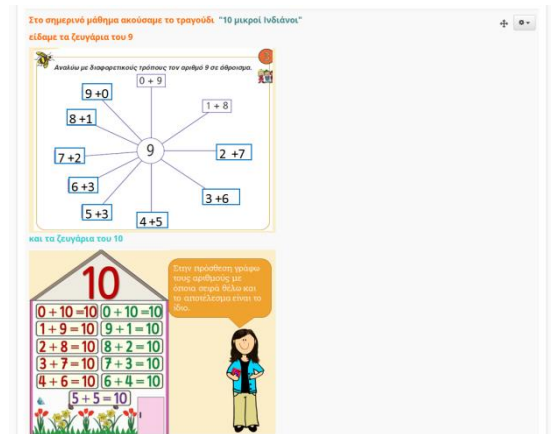 Στο σημερινό μάθημα ακούσαμε το τραγούδι "10 μικροί Ινδιάνοι"
είδαμε τα ζευγάρια του 9
Αναλύω με διαφορετικούς τρόπους τον αριθμό 9 σε άθροισμα.
0 + 9
9 +0
1 + 8
8 +1
9
7 +2
2 +7
6 +3
3 +6
5 +3
4 +5
και τα ζευγάρια του 10
10
0 + 10 =10 0 + 10 =10
1 + 9 = 10 9 + 1 = 10
2 + 8 = 10 8 + 2 = 10
3 + 7 = 10 7 + 3 = 10
4 + 6 = 10 6 + 4 = 10
5 + 5 = 10
Στην πρόσθεση γράφω
τους αριθμούς με
όποια σειρά θέλω και
το αποτέλεσμα είναι το
ίδιο.